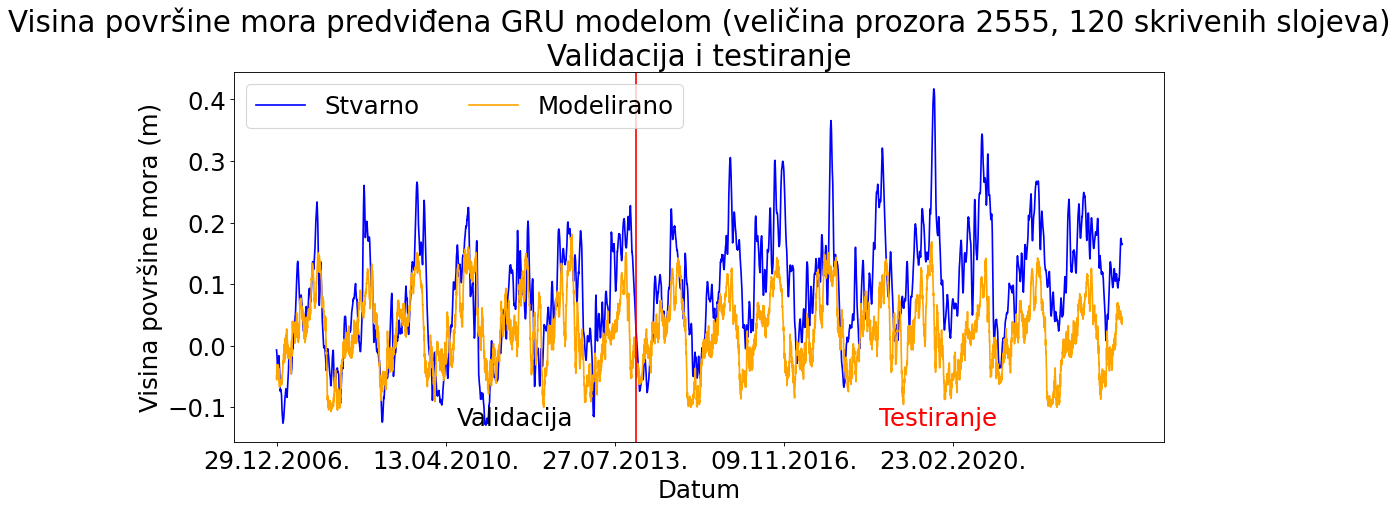 Visina površine mora predviđena GRU modelom (veličina prozora 2555, 120 skrivenih slojeva)
Validacija i testiranje
Stvarno
Modelirano
Visina površine mora (m)
0.4
0.3
0.2
0.1
0.0
−0.1
Validacija
Testiranje
29.12.2006.
13.04.2010.
27.07.2013.
09.11.2016.
23.02.2020.
Datum